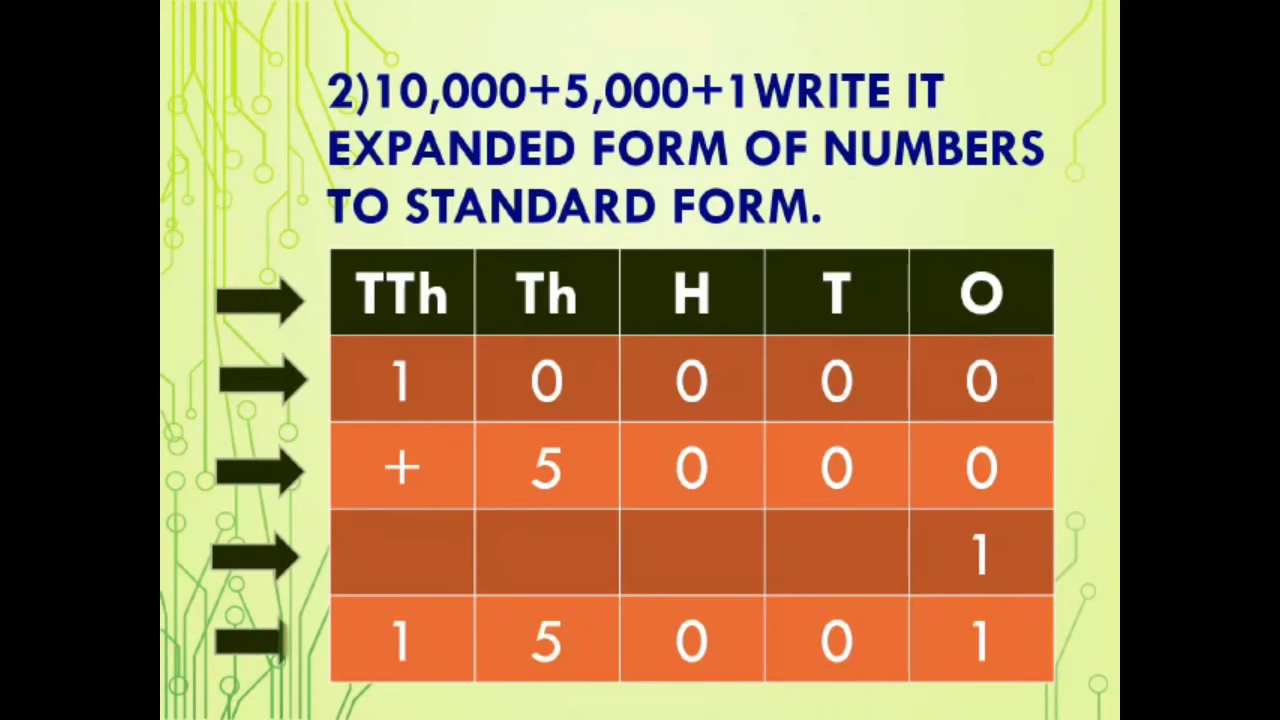 2)10,000+5,000+1WRITE IT
EXPANDED FORM OF NUMBERS
TO STANDARD FORM.
TTh Th H T O
1 0 0 0 0
+ 5 0 0 0
1
1 5 0 0 1